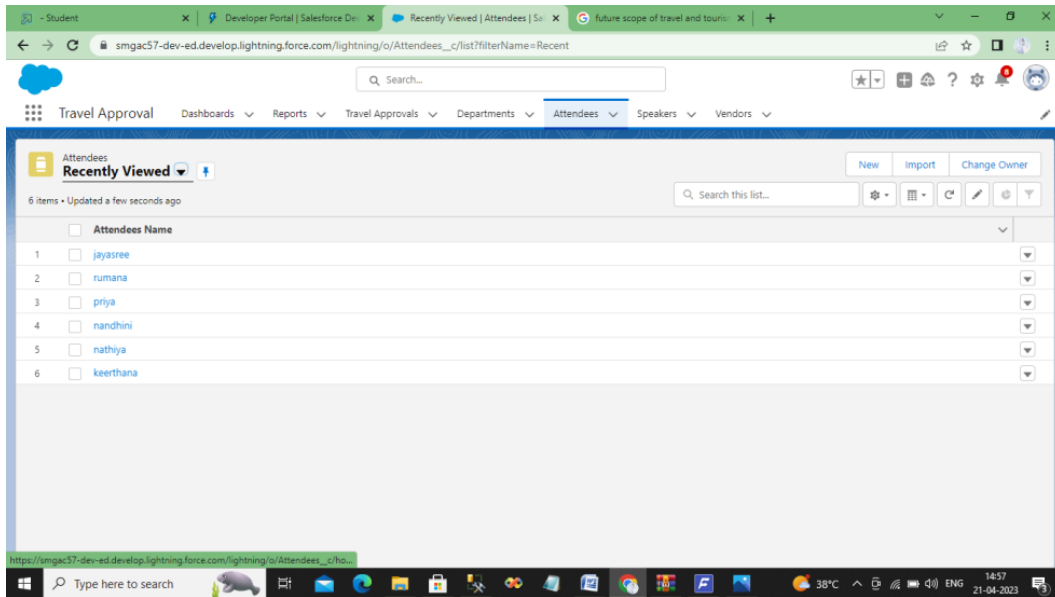 - Student
Developer Portal | Salesforce Dev
Recently Viewed | Attendees | Sa
future scope of travel and touris
smgac57-dev-ed.develop.lightning.force.com/lightning/o/Attendees__c/list?filterName=Recent
Search...
8
Travel Approval
Dashboards
Reports
Travel Approvals
Departments
Attendees
Speakers
Vendors
Attendees
Recently Viewed
New
Import
Change Owner
6 items • Updated a few seconds ago
Search this list...
Attendees Name
1 jayasree
2 rumana
3 priya
4 nandhini
5 nathiya
6 keerthana
https://smgac57-dev-ed.develop.lightning.force.com/lightning/o/Attendees__c/ho...
Type here to search
38°C
ENG
14:57
21-04-2023
3